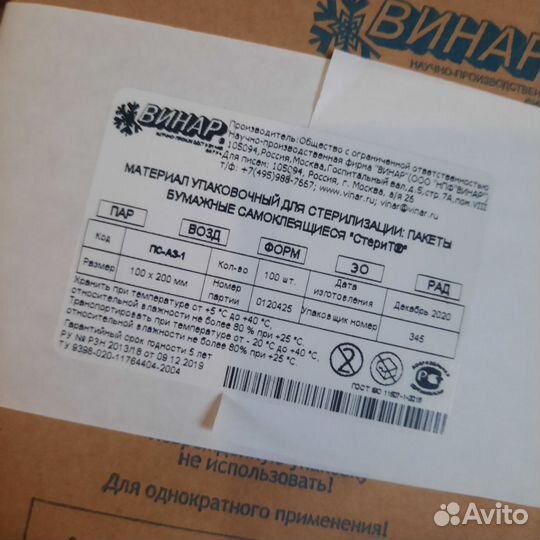 ВИНАР
НАУЧНО-ПРОИЗВОДСТВЕН
ВИНАР®
Производитель: Общество с ограниченной ответственностью
Научно-производственная фирма "ВИНАР" (ООО "НПФ"ВИНАР")
105094, Россия, Москва, Госпитальный вал, д.5, стр.7А, пом.VIII
Для писем: 105094, Россия, г. Москва, а/я 26
т/ф: +7(495)988-7667; www.vinar.ru; vinar@vinar.ru
МАТЕРИАЛ УПАКОВОЧНЫЙ ДЛЯ СТЕРИЛИЗАЦИИ: ПАКЕТЫ
БУМАЖНЫЕ САМОКЛЕЯЩИЕСЯ "СтериТ®"
ПАР ВОЗД ФОРМ ЭО РАД
Код ПС-А3-1 Кол-во 100 шт. Дата изготовления Декабрь 2020
Размер 100 х 200 мм Номер партии 0120425 Упаковщик номер 345
Хранить при температуре от +5 °С до +40 °С,
относительной влажности не более 80 % при +25 °С.
Транспортировать при температуре от - 20 °С до +40 °С,
относительной влажности не более 80% при +25 °С.
Гарантийный срок годности 5 лет
РУ № РЗН 2013/18 от 09.12.2019
ТУ 9398-020-11764404-2004
ГОСТ ISO 11607-1-2018
не использовать!
Для однократного применения!
Avito